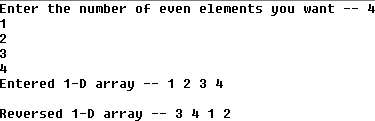 Enter the number of even elements you want -- 4
1
2
3
4
Entered 1-D array -- 1 2 3 4
Reversed 1-D array -- 3 4 1 2